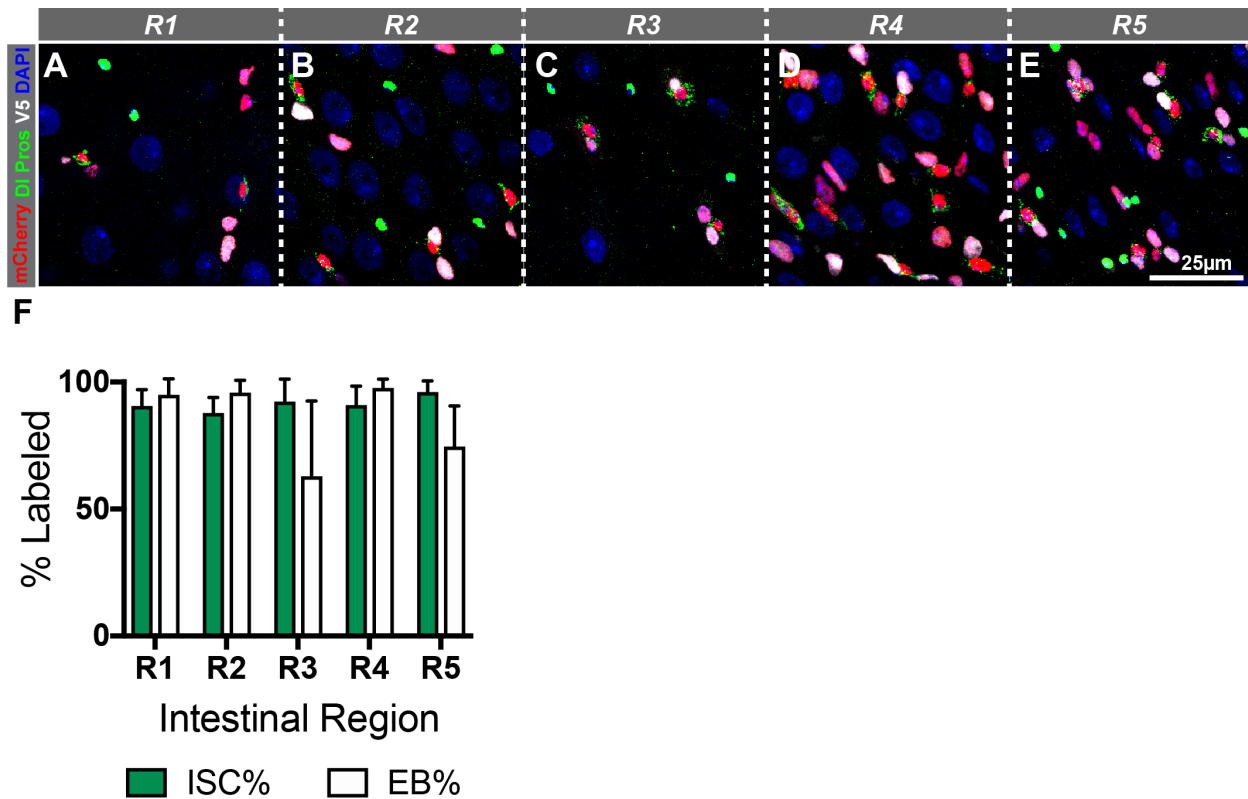 R1 R2 R3 R4 R5
mCherry Dl Pros V5 DAPI
A B C D E
25µm
F
100
50
0
% Labeled
R1 R2 R3 R4 R5
Intestinal Region
ISC% EB%